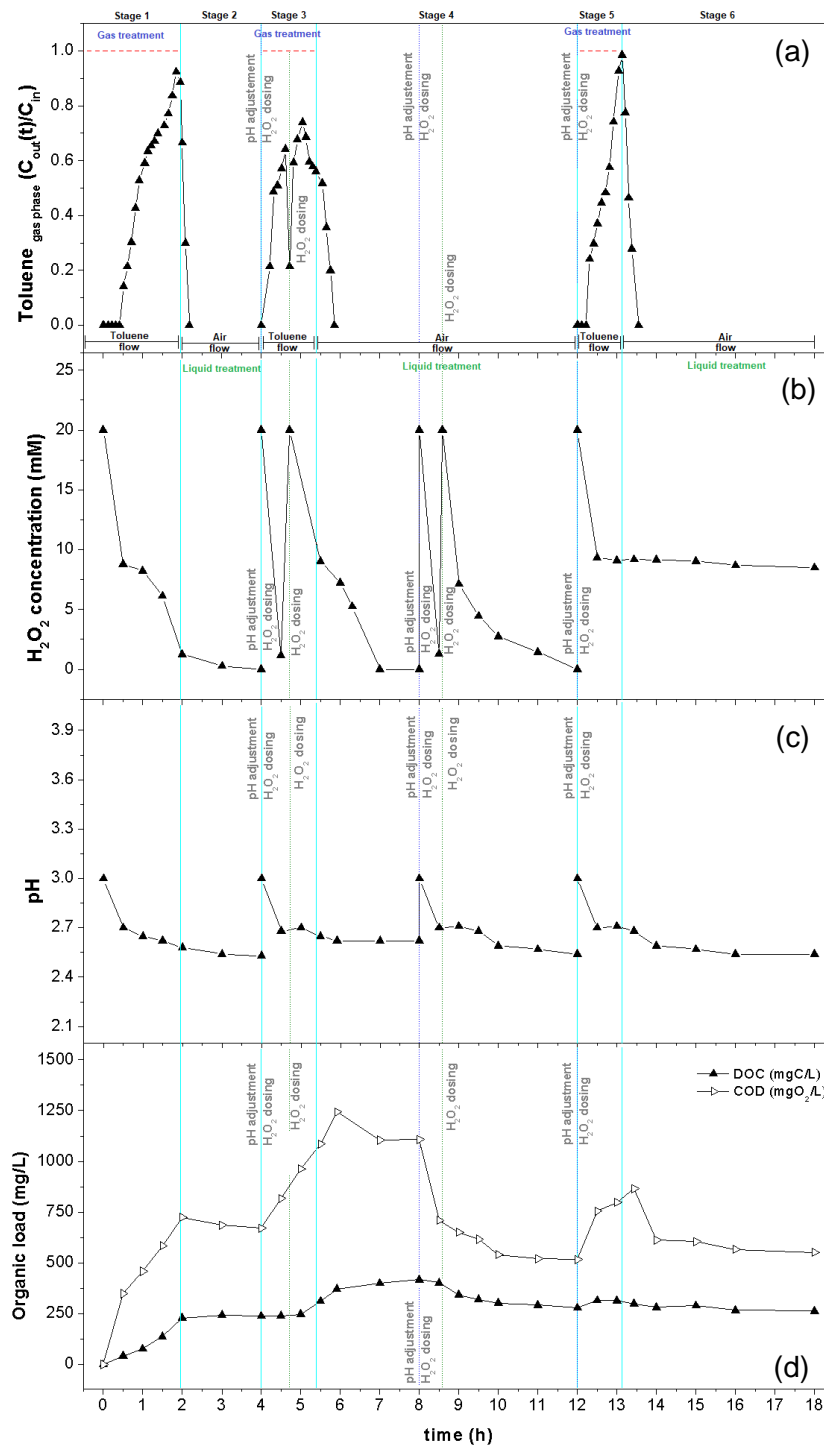 Stage 1 Stage 2 Stage 3 Stage 4 Stage 5 Stage 6
Gas treatment Gas treatment Gas treatment
(a)
Toluene gas phase (C_out(t)/C_in)
1.0
0.8
0.6
0.4
0.2
0.0
pH adjustement
H₂O₂ dosing
H₂O₂ dosing
pH adjustement
H₂O₂ dosing
H₂O₂ dosing
pH adjustement
H₂O₂ dosing
Toluene flow
Air flow
Toluene flow
Air flow
Toluene flow
Air flow
Liquid treatment Liquid treatment Liquid treatment
(b)
H₂O₂ concentration (mM)
25
20
15
10
5
0
pH adjustment
H₂O₂ dosing
H₂O₂ dosing
pH adjustment
H₂O₂ dosing
H₂O₂ dosing
pH adjustment
H₂O₂ dosing
(c)
pH
3.9
3.6
3.3
3.0
2.7
2.4
2.1
pH adjustment
H₂O₂ dosing
H₂O₂ dosing
pH adjustment
H₂O₂ dosing
H₂O₂ dosing
pH adjustment
H₂O₂ dosing
Organic load (mg/L)
1500
1250
1000
750
500
250
0
DOC (mgC/L)
COD (mgO₂/L)
pH adjustment
H₂O₂ dosing
H₂O₂ dosing
pH adjustment
H₂O₂ dosing
H₂O₂ dosing
pH adjustment
H₂O₂ dosing
(d)
0 1 2 3 4 5 6 7 8 9 10 11 12 13 14 15 16 17 18
time (h)